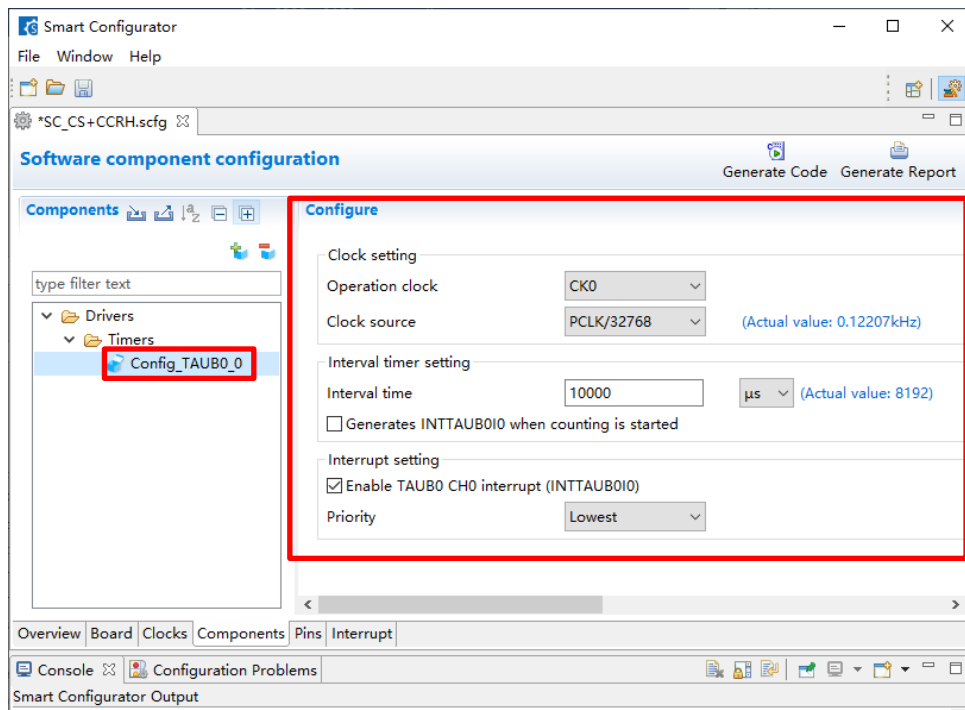 Smart Configurator
File Window Help
*SC_CS+CCRH.scfg
Software component configuration
Generate Code Generate Report
Components
Configure
type filter text
Drivers
Timers
Config_TAUB0_0
Clock setting
Operation clock CK0
Clock source PCLK/32768 (Actual value: 0.12207kHz)
Interval timer setting
Interval time 10000 μs (Actual value: 8192)
Generates INTTAUB0I0 when counting is started
Interrupt setting
Enable TAUB0 CH0 interrupt (INTTAUB0I0)
Priority Lowest
Overview Board Clocks Components Pins Interrupt
Console Configuration Problems
Smart Configurator Output